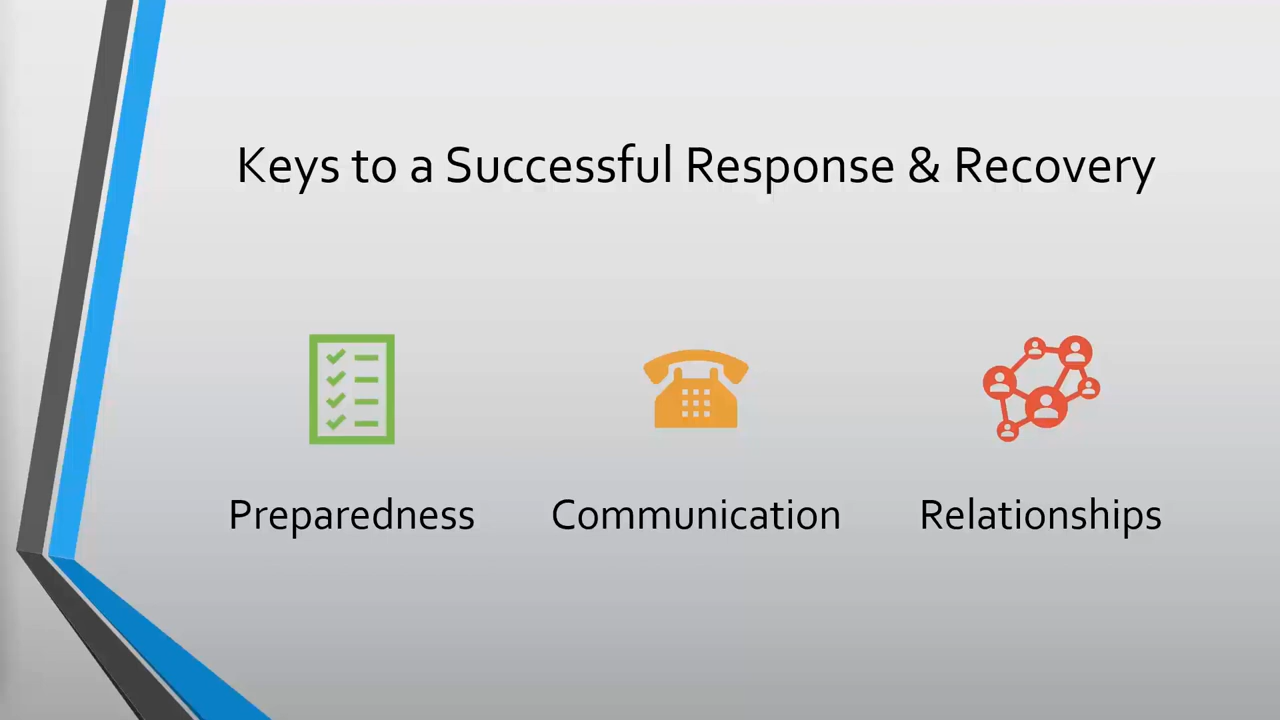 Keys to a Successful Response & Recovery
Preparedness
Communication
Relationships